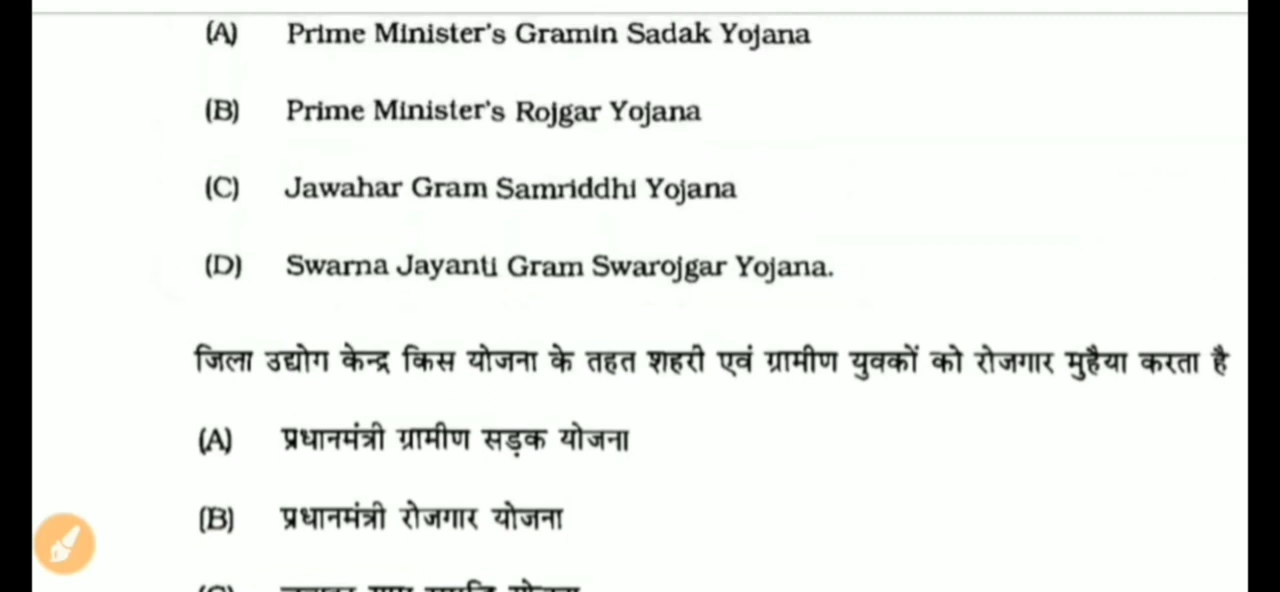 (A) Prime Minister's Gramin Sadak Yojana
(B) Prime Minister's Rojgar Yojana
(C) Jawahar Gram Samriddhi Yojana
(D) Swarna Jayanti Gram Swarojgar Yojana.
जिला उद्योग केन्द्र किस योजना के तहत शहरी एवं ग्रामीण युवकों को रोजगार मुहैया करता है
(A) प्रधानमंत्री ग्रामीण सड़क योजना
(B) प्रधानमंत्री रोजगार योजना